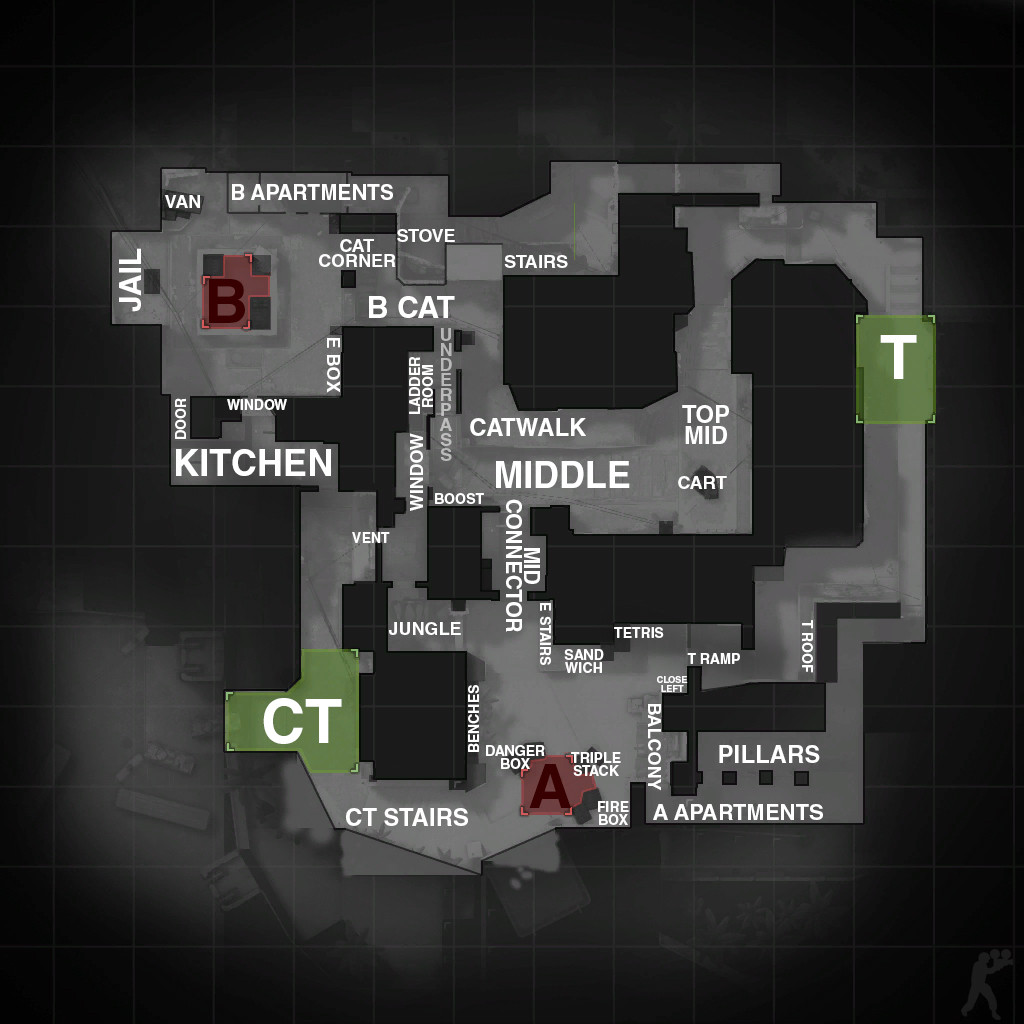 VAN
B APARTMENTS
STOVE
CAT
CORNER
JAIL
B
B CAT
STAIRS
T
E BOX
UNDERPASS
LADDER
ROOM
DOOR
WINDOW
KITCHEN
WINDOW
CATWALK
TOP
MID
MIDDLE
CART
BOOST
VENT
MID
CONNECTOR
JUNGLE
E STAIRS
TETRIS
SAND
WICH
T RAMP
T ROOF
CLOSE
LEFT
CT
BENCHES
BALCONY
DANGER
BOX
TRIPLE
STACK
PILLARS
A
FIRE
BOX
A APARTMENTS
CT STAIRS